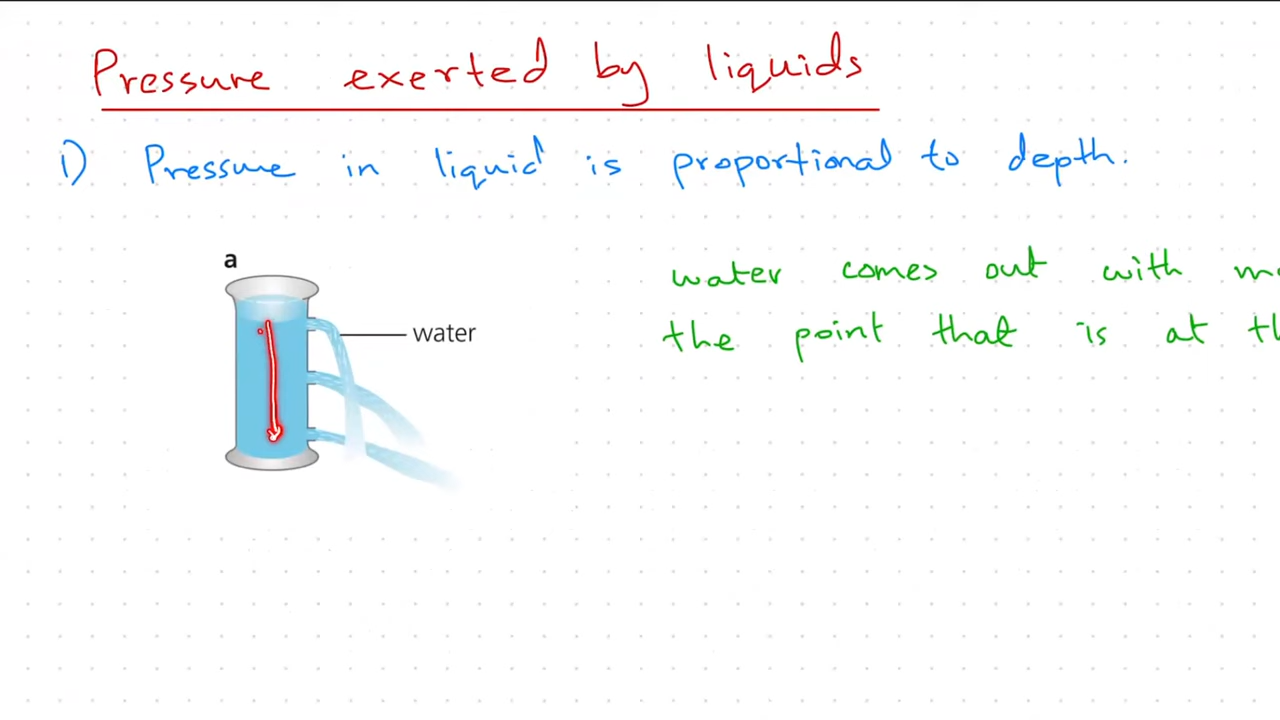 Pressure exerted by liquids
1) Pressure in liquid is proportional to depth.
a
water comes out with
the point that is at
water